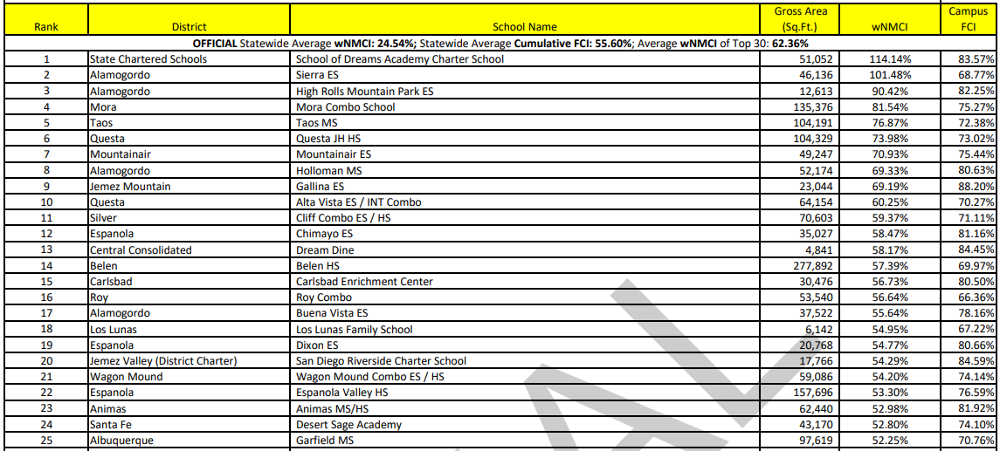 Rank District School Name Gross Area (Sq.Ft.) wNMCI Campus FCI
OFFICIAL Statewide Average wNMCI: 24.54%; Statewide Average Cumulative FCI: 55.60%; Average wNMCI of Top 30: 62.36%
1 State Chartered Schools School of Dreams Academy Charter School 51,052 114.14% 83.57%
2 Alamogordo Sierra ES 46,136 101.48% 68.77%
3 Alamogordo High Rolls Mountain Park ES 12,613 90.42% 82.25%
4 Mora Mora Combo School 135,376 81.54% 75.27%
5 Taos Taos MS 104,191 76.87% 72.38%
6 Questa Questa JH HS 104,329 73.98% 73.02%
7 Mountainair Mountainair ES 49,247 70.93% 75.44%
8 Alamogordo Holloman MS 52,174 69.33% 80.63%
9 Jemez Mountain Gallina ES 23,044 69.19% 88.20%
10 Questa Alta Vista ES / INT Combo 64,154 60.25% 70.27%
11 Silver Cliff Combo ES / HS 70,603 59.37% 71.11%
12 Espanola Chimayo ES 35,027 58.47% 81.16%
13 Central Consolidated Dream Dine 4,841 58.17% 84.45%
14 Belen Belen HS 277,892 57.39% 69.97%
15 Carlsbad Carlsbad Enrichment Center 30,476 56.73% 80.50%
16 Roy Roy Combo 53,540 56.64% 66.36%
17 Alamogordo Buena Vista ES 37,522 55.64% 78.16%
18 Los Lunas Los Lunas Family School 6,142 54.95% 67.22%
19 Espanola Dixon ES 20,768 54.77% 80.66%
20 Jemez Valley (District Charter) San Diego Riverside Charter School 17,766 54.29% 84.59%
21 Wagon Mound Wagon Mound Combo ES / HS 59,086 54.20% 74.14%
22 Espanola Espanola Valley HS 157,696 53.30% 76.59%
23 Animas Animas MS/HS 62,440 52.98% 81.92%
24 Santa Fe Desert Sage Academy 43,170 52.80% 74.10%
25 Albuquerque Garfield MS 97,619 52.25% 70.76%